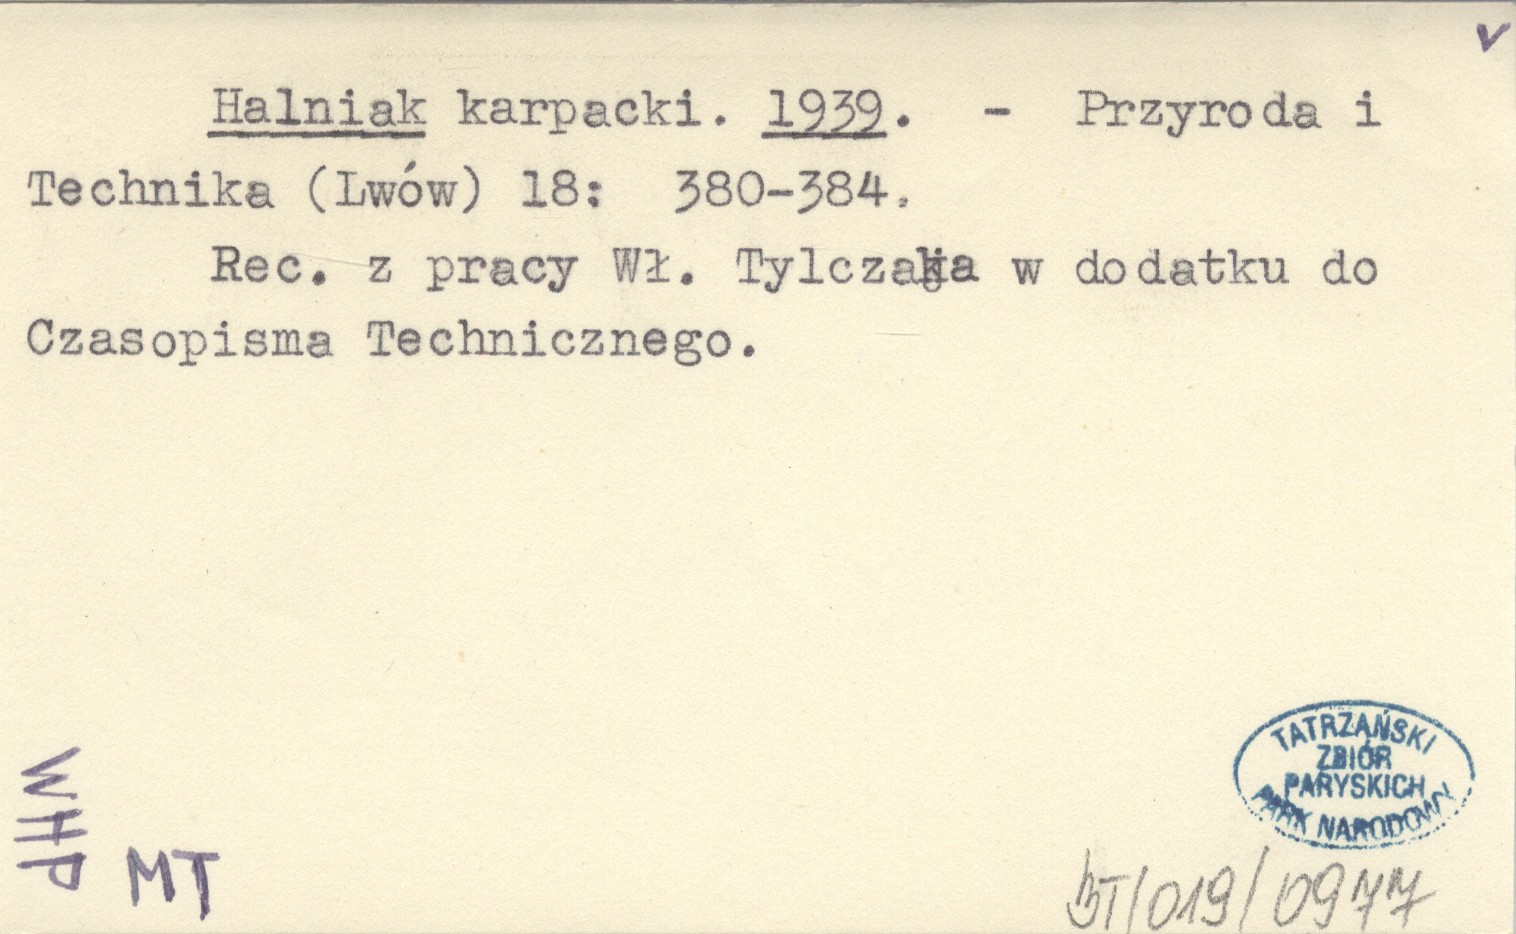 v
Halniak karpacki. 1939. - Przyroda i
Technika (Lwów) 18: 380-384.
Rec. z pracy Wł. Tylczaka w dodatku do
Czasopisma Technicznego.
WHP
MT
TATRZAŃSKI
ZBIÓR
PARYSKICH
PARK NARODOWY
BT/019/0977